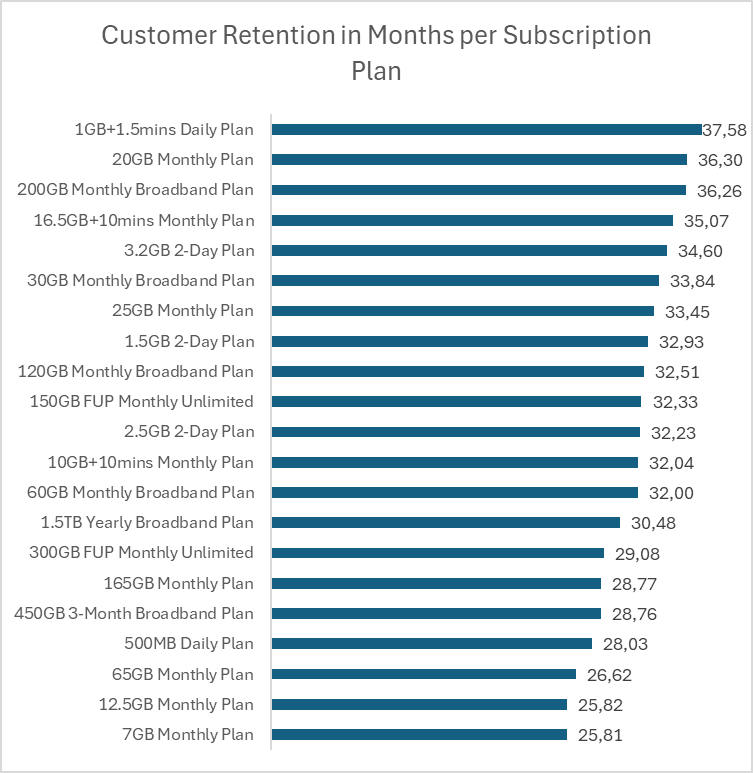 Customer Retention in Months per Subscription
Plan
1GB+1.5mins Daily Plan 37,58
20GB Monthly Plan 36,30
200GB Monthly Broadband Plan 36,26
16.5GB+10mins Monthly Plan 35,07
3.2GB 2-Day Plan 34,60
30GB Monthly Broadband Plan 33,84
25GB Monthly Plan 33,45
1.5GB 2-Day Plan 32,93
120GB Monthly Broadband Plan 32,51
150GB FUP Monthly Unlimited 32,33
2.5GB 2-Day Plan 32,23
10GB+10mins Monthly Plan 32,04
60GB Monthly Broadband Plan 32,00
1.5TB Yearly Broadband Plan 30,48
300GB FUP Monthly Unlimited 29,08
165GB Monthly Plan 28,77
450GB 3-Month Broadband Plan 28,76
500MB Daily Plan 28,03
65GB Monthly Plan 26,62
12.5GB Monthly Plan 25,82
7GB Monthly Plan 25,81